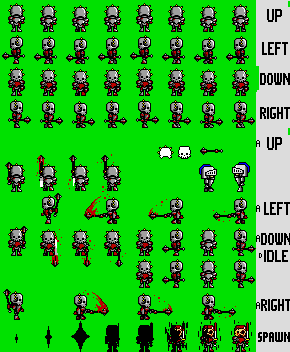 UP
LEFT
DOWN
RIGHT
A UP
A LEFT
A DOWN
D IDLE
A RIGHT
SPAWN